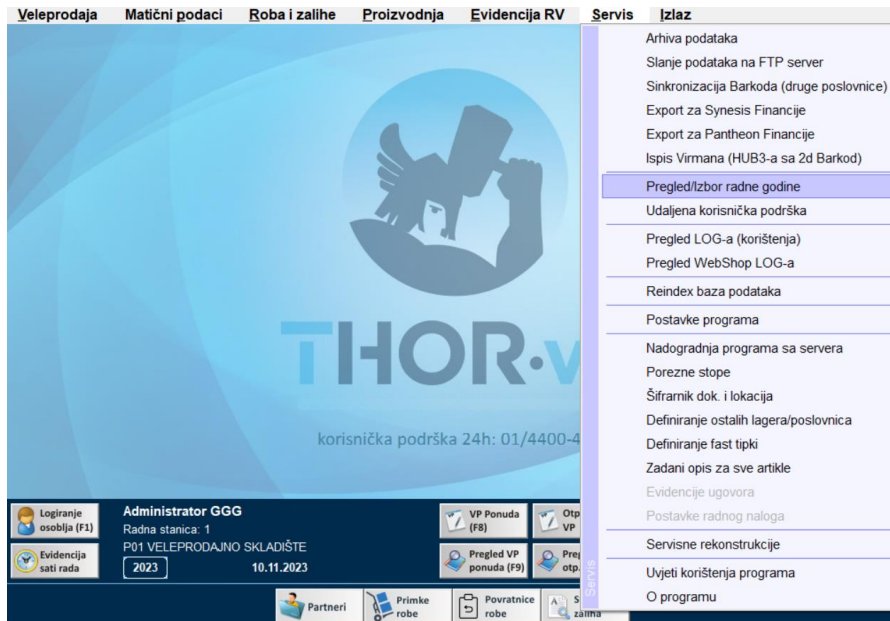 Veleprodaja Matični podaci Roba i zalihe Proizvodnja Evidencija RV Servis Izlaz
Arhiva podataka
Slanje podataka na FTP server
Sinkronizacija Barkoda (druge poslovnice)
Export za Synesis Financije
Export za Pantheon Financije
Ispis Virmana (HUB3-a sa 2d Barkod)
Pregled/Izbor radne godine
Udaljena korisnička podrška
Pregled LOG-a (korištenja)
Pregled WebShop LOG-a
Reindex baza podataka
Postavke programa
Nadogradnja programa sa servera
Porezne stope
Šifrarnik dok. i lokacija
Definiranje ostalih lagera/poslovnica
Definiranje fast tipki
Zadani opis za sve artikle
Evidencije ugovora
Postavke radnog naloga
Servisne rekonstrukcije
Uvjeti korištenja programa
O programu
Servis
THOR.v
korisnička podrška 24h: 01/4400-4
Logiranje
osoblja (F1)
Administrator GGG
Radna stanica: 1
P01 VELEPRODAJNO SKLADIŠTE
2023 10.11.2023
Evidencija
sati rada
VP Ponuda
(F8)
Otp
VP
Pregled VP
ponuda (F9)
Preg
otp.
Partneri
Primke
robe
Povratnice
robe
S
zaliha